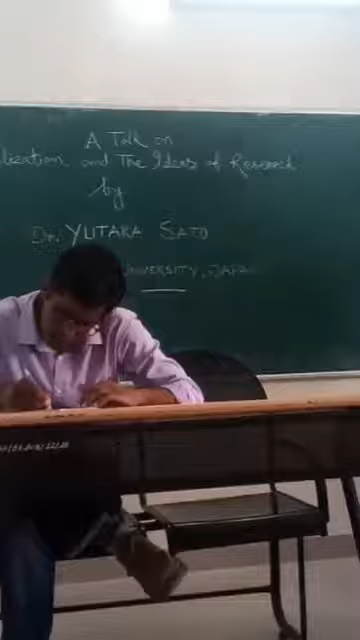 A Talk on
lization and The Ideas of Research
by
Dr. YUTAKA SATO
UNIVERSITY, JAPAN